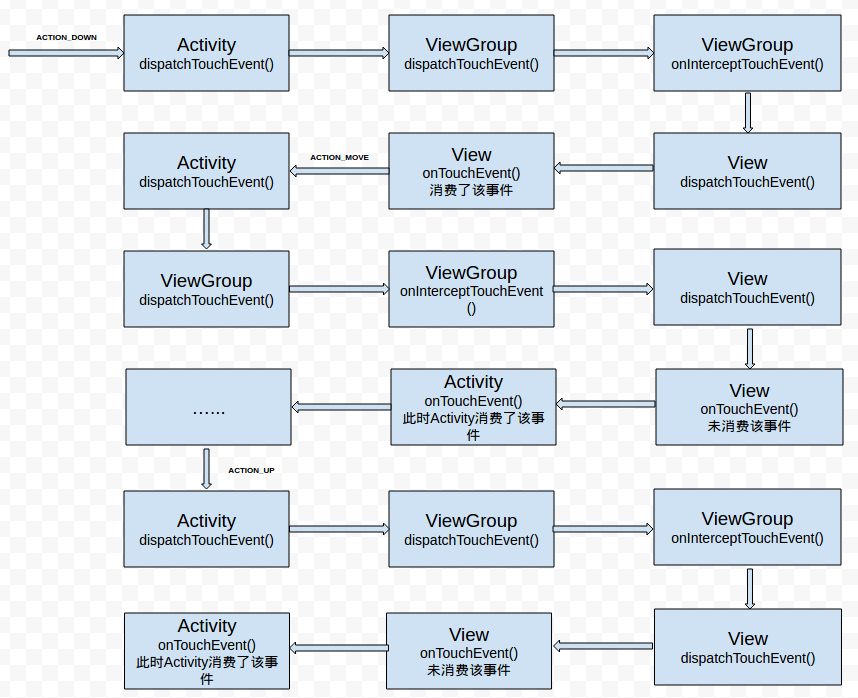 ACTION_DOWN
Activity
dispatchTouchEvent()
ViewGroup
dispatchTouchEvent()
ViewGroup
onInterceptTouchEvent()
Activity
dispatchTouchEvent()
ACTION_MOVE
View
onTouchEvent()
消费了该事件
View
dispatchTouchEvent()
ViewGroup
dispatchTouchEvent()
ViewGroup
onInterceptTouchEvent
()
View
dispatchTouchEvent()
…...
Activity
onTouchEvent()
此时Activity消费了该事
件
View
onTouchEvent()
未消费该事件
ACTION_UP
Activity
dispatchTouchEvent()
ViewGroup
dispatchTouchEvent()
ViewGroup
onInterceptTouchEvent()
Activity
onTouchEvent()
此时Activity消费了该事
件
View
onTouchEvent()
未消费该事件
View
dispatchTouchEvent()